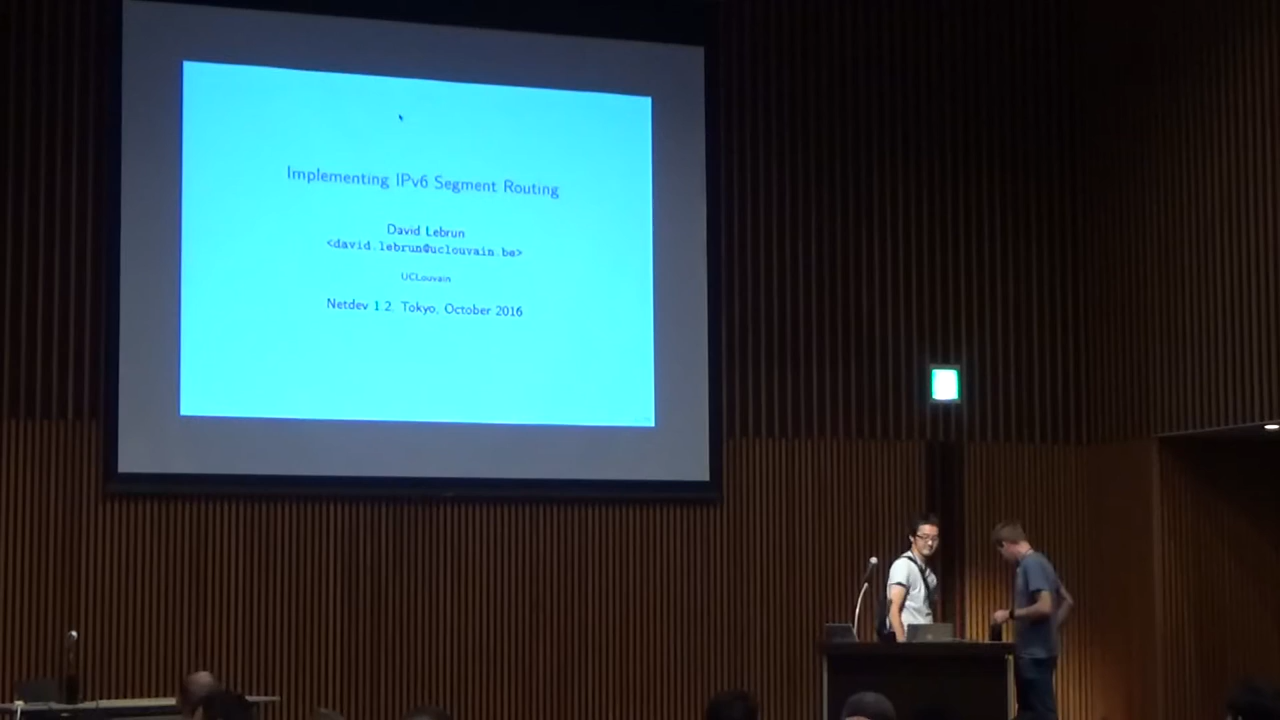 Implementing IPv6 Segment Routing
David Lebrun
<david.lebrun@uclouvain.be>
UCLouvain
Netdev 1.2, Tokyo, October 2016